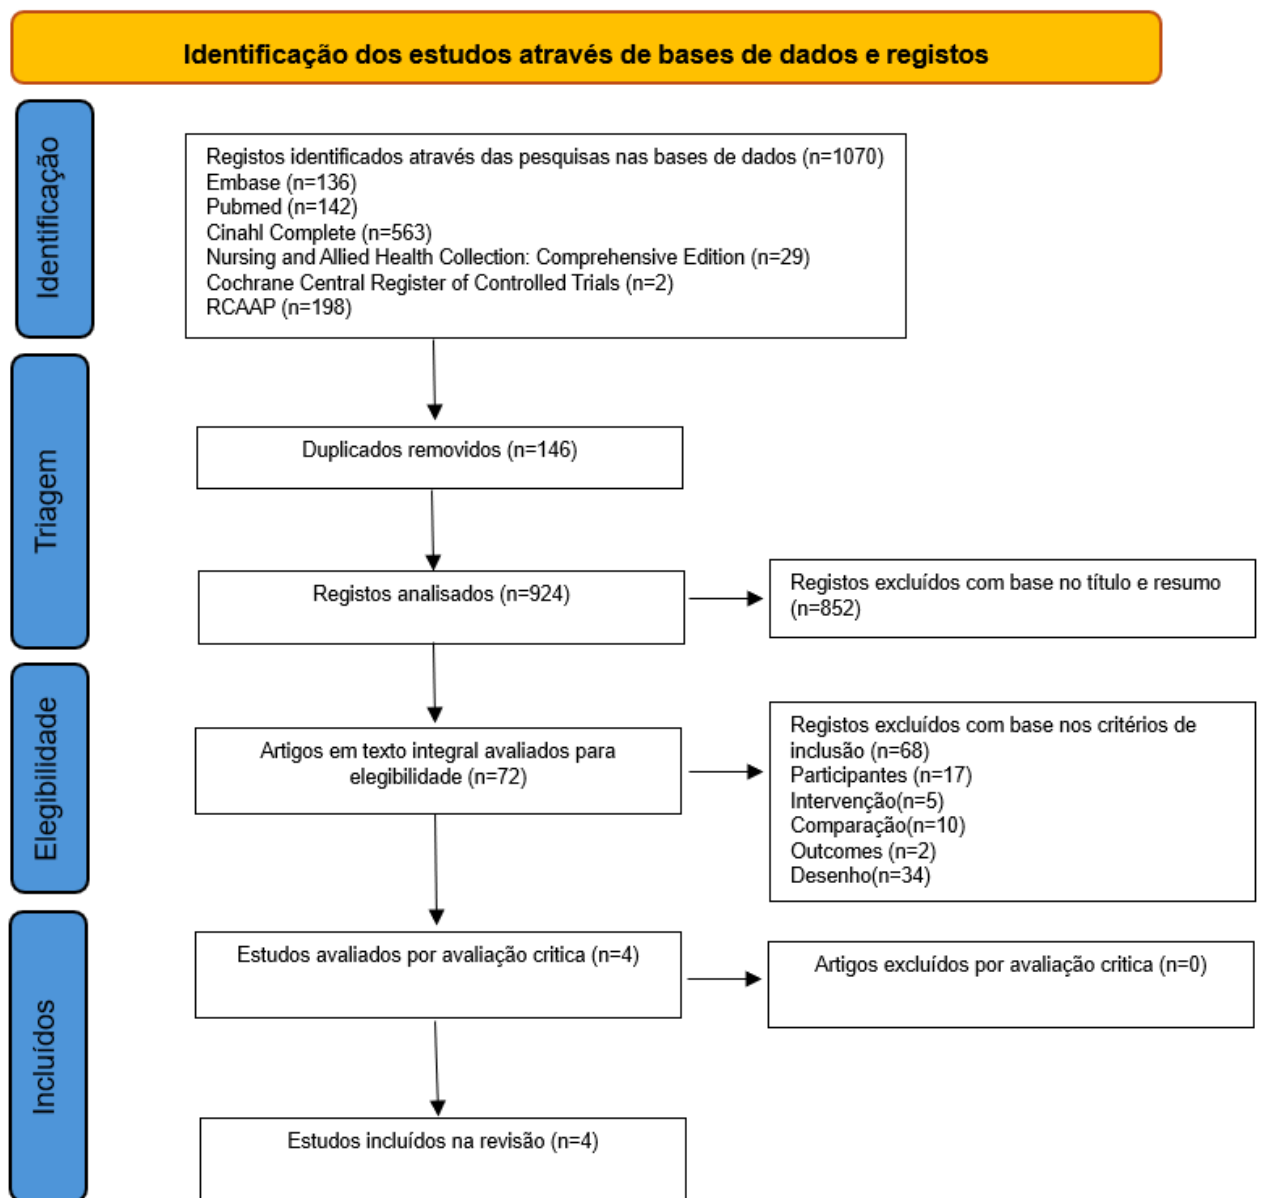 Identificação dos estudos através de bases de dados e registos
Identificação
Registos identificados através das pesquisas nas bases de dados (n=1070)
Embase (n=136)
Pubmed (n=142)
Cinahl Complete (n=563)
Nursing and Allied Health Collection: Comprehensive Edition (n=29)
Cochrane Central Register of Controlled Trials (n=2)
RCAAP (n=198)
Triagem
Duplicados removidos (n=146)
Registos analisados (n=924)
Registos excluídos com base no título e resumo
(n=852)
Elegibilidade
Artigos em texto integral avaliados para
elegibilidade (n=72)
Registos excluídos com base nos critérios de
inclusão (n=68)
Participantes (n=17)
Intervenção(n=5)
Comparação(n=10)
Outcomes (n=2)
Desenho(n=34)
Incluídos
Estudos avaliados por avaliação critica (n=4)
Artigos excluídos por avaliação critica (n=0)
Estudos incluídos na revisão (n=4)